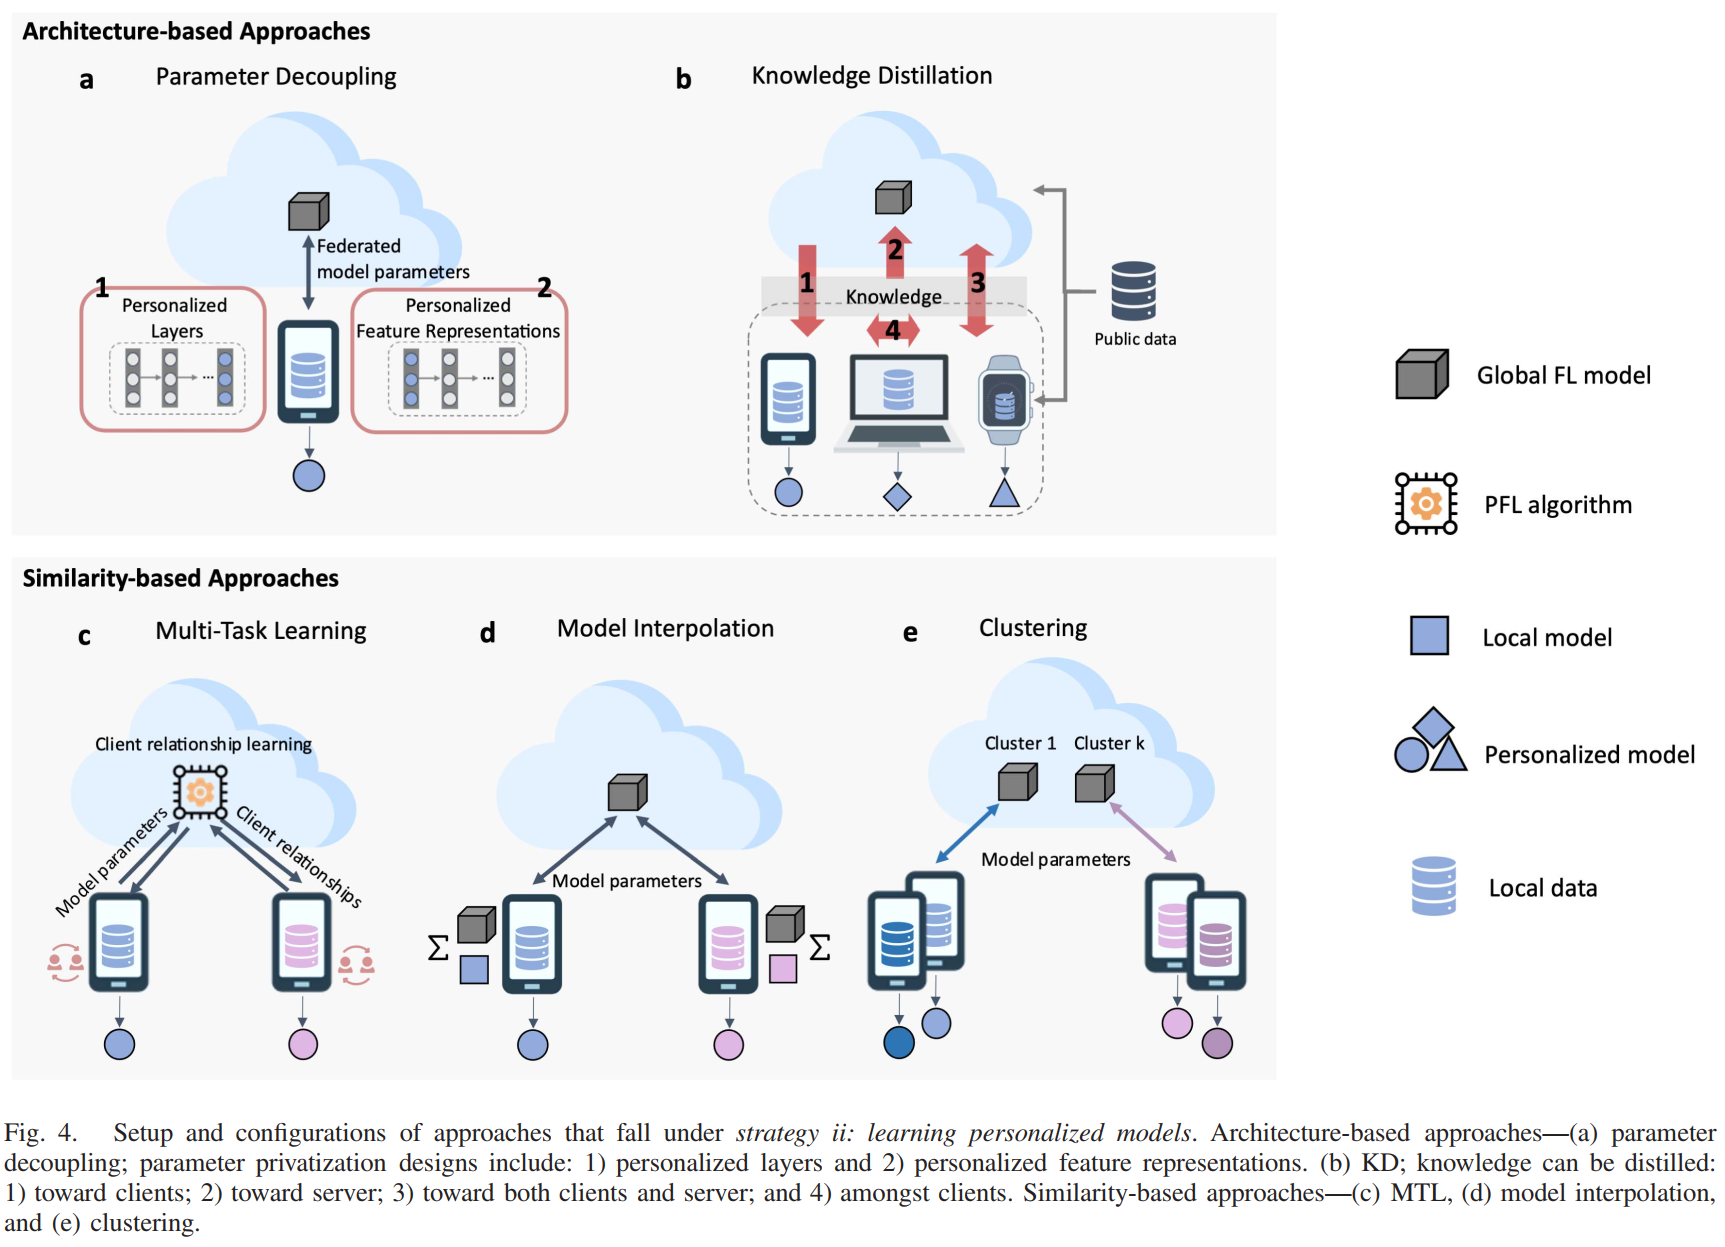 Architecture-based Approaches
a
Parameter Decoupling
Federated
model parameters
1
Personalized
Layers
...
2
Personalized
Feature Representations
...
b
Knowledge Distillation
1
2
3
Knowledge
4
Public data
Similarity-based Approaches
c
Multi-Task Learning
Client relationship learning
Model parameters
Client relationships
d
Model Interpolation
Model parameters
Σ
Σ
e
Clustering
Cluster 1
Cluster k
Model parameters
Global FL model
PFL algorithm
Local model
Personalized model
Local data
Fig. 4. Setup and configurations of approaches that fall under strategy ii: learning personalized models. Architecture-based approaches—(a) parameter
decoupling; parameter privatization designs include: 1) personalized layers and 2) personalized feature representations. (b) KD; knowledge can be distilled:
1) toward clients; 2) toward server; 3) toward both clients and server; and 4) amongst clients. Similarity-based approaches—(c) MTL, (d) model interpolation,
and (e) clustering.